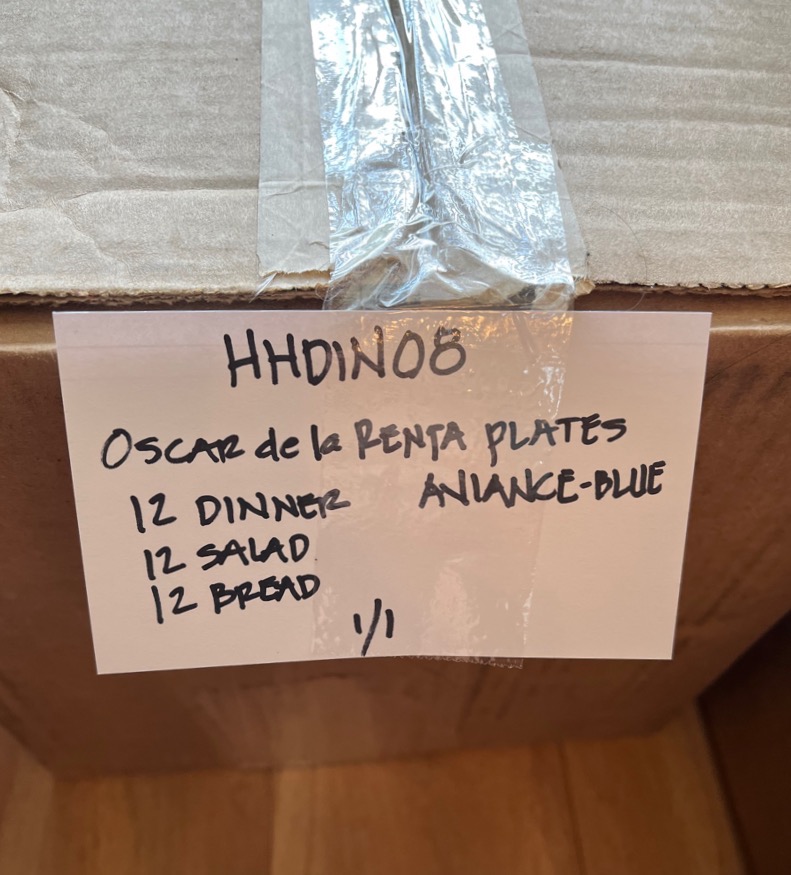 HHDIN08
OSCAR de la RENTA PLATES
12 DINNER AVIANCE-BLUE
12 SALAD
12 BREAD
1/1